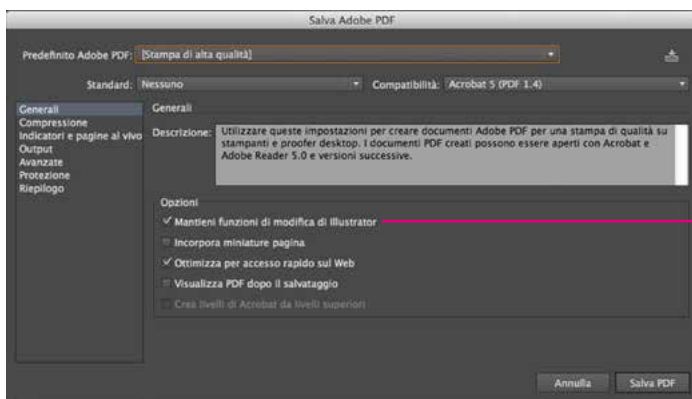 Salva Adobe PDF
Predefinito Adobe PDF: [Stampa di alta qualità]
Standard: Nessuno Compatibilità: Acrobat 5 (PDF 1.4)
Generali
Compressione
Indicatori e pagine al vivo
Output
Avanzate
Protezione
Riepilogo
Generali
Descrizione: Utilizzare queste impostazioni per creare documenti Adobe PDF per una stampa di qualità su
stampanti e proofer desktop. I documenti PDF creati possono essere aperti con Acrobat e
Adobe Reader 5.0 e versioni successive.
Opzioni
Mantieni funzioni di modifica di Illustrator
Incorpora miniature pagina
Ottimizza per accesso rapido sul Web
Visualizza PDF dopo il salvataggio
Crea livelli di Acrobat da livelli superiori
Annulla Salva PDF